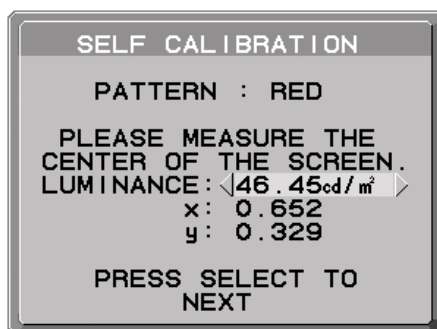 SELF CALIBRATION
PATTERN : RED
PLEASE MEASURE THE
CENTER OF THE SCREEN.
LUMINANCE: 46.45cd/m²
x: 0.652
y: 0.329
PRESS SELECT TO
NEXT